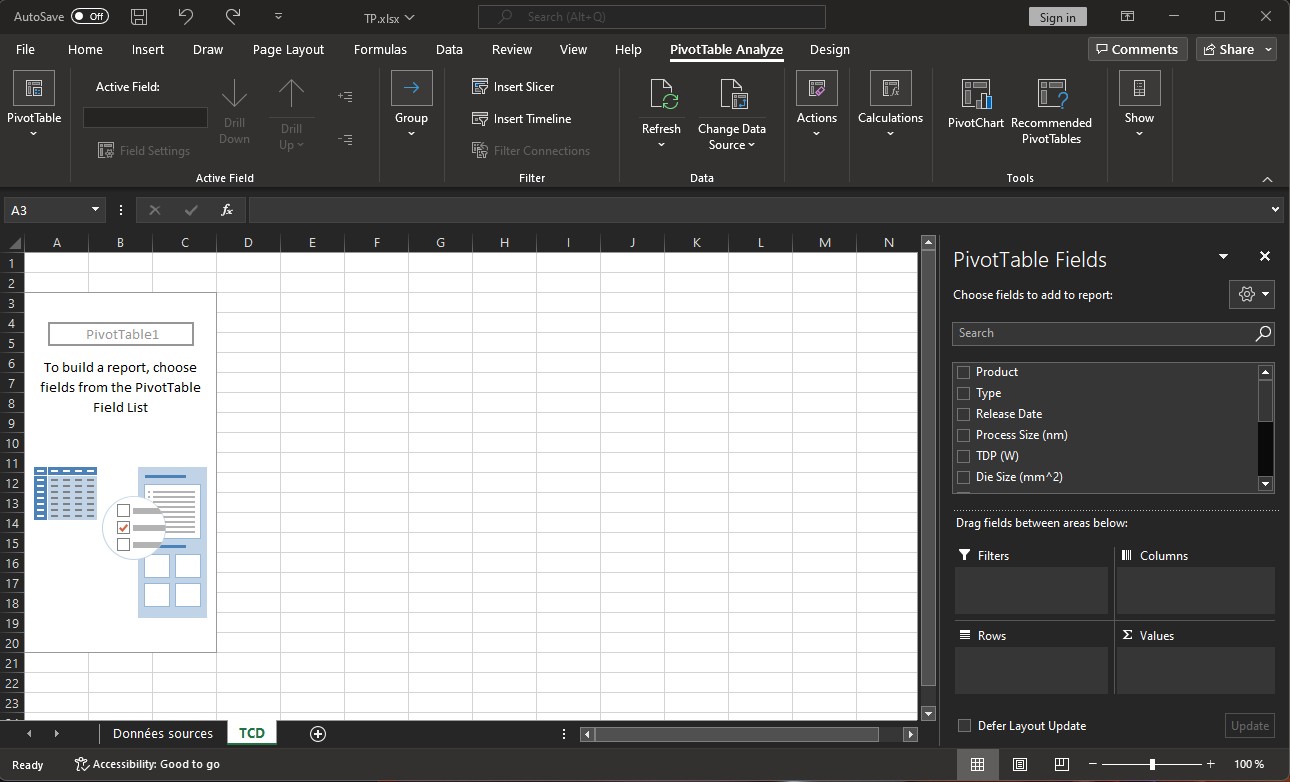 AutoSave Off TP.xlsx Search (Alt+Q) Sign in
File Home Insert Draw Page Layout Formulas Data Review View Help PivotTable Analyze Design Comments Share
PivotTable
Active Field:
Field Settings
Drill Down
Drill Up
Active Field
Group
Insert Slicer
Insert Timeline
Filter Connections
Filter
Refresh
Change Data Source
Data
Actions
Calculations
PivotChart
Recommended PivotTables
Tools
Show
A3 fx
A B C D E F G H I J K L M N
1
2
3
4
5
6
7
8
9
10
11
12
13
14
15
16
17
18
19
20
21
22
23
PivotTable1
To build a report, choose
fields from the PivotTable
Field List
PivotTable Fields
Choose fields to add to report:
Search
Product
Type
Release Date
Process Size (nm)
TDP (W)
Die Size (mm^2)
Drag fields between areas below:
Filters
Columns
Rows
Σ Values
Defer Layout Update Update
Données sources TCD
Ready Accessibility: Good to go 100 %